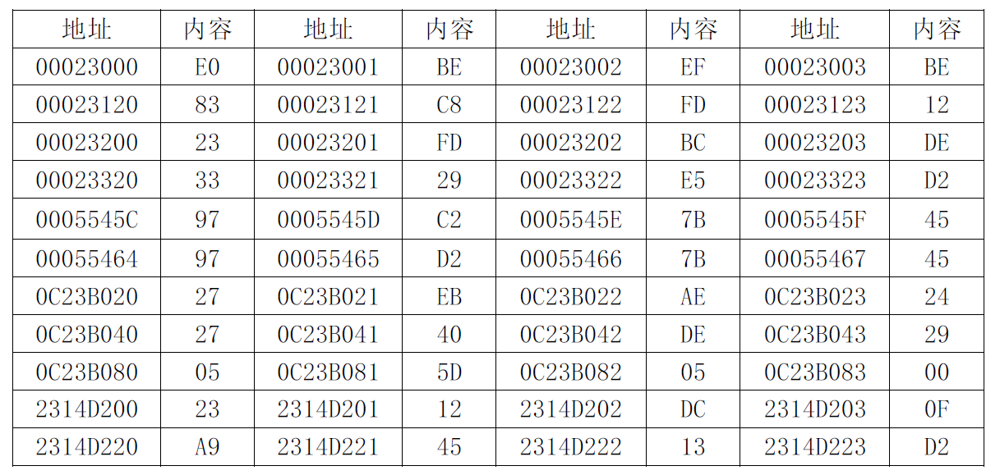 地址 内容 地址 内容 地址 内容 地址 内容
00023000 E0 00023001 BE 00023002 EF 00023003 BE
00023120 83 00023121 C8 00023122 FD 00023123 12
00023200 23 00023201 FD 00023202 BC 00023203 DE
00023320 33 00023321 29 00023322 E5 00023323 D2
0005545C 97 0005545D C2 0005545E 7B 0005545F 45
00055464 97 00055465 D2 00055466 7B 00055467 45
0C23B020 27 0C23B021 EB 0C23B022 AE 0C23B023 24
0C23B040 27 0C23B041 40 0C23B042 DE 0C23B043 29
0C23B080 05 0C23B081 5D 0C23B082 05 0C23B083 00
2314D200 23 2314D201 12 2314D202 DC 2314D203 0F
2314D220 A9 2314D221 45 2314D222 13 2314D223 D2